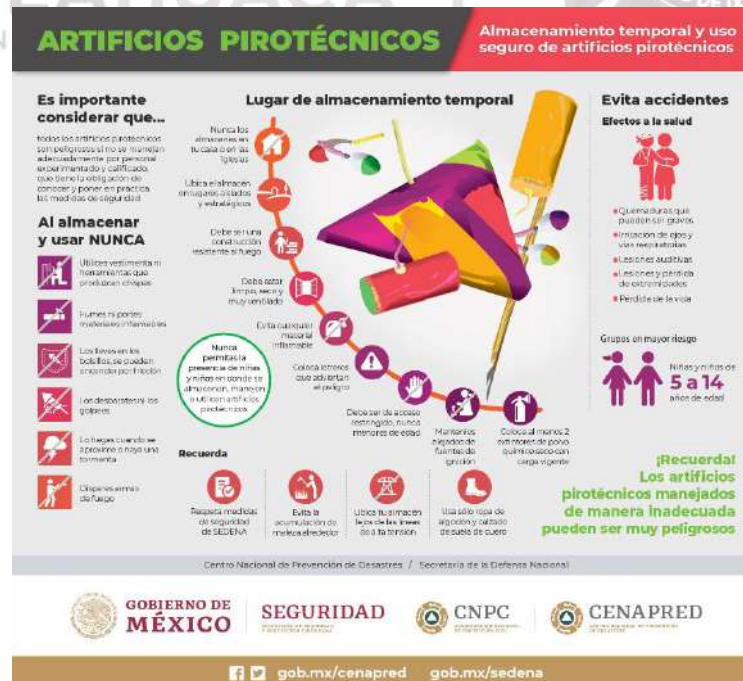 ARTIFICIOS PIROTÉCNICOS
Almacenamiento temporal y uso
seguro de artificios pirotécnicos
Es importante
considerar que...
todos los artificios pirotécnicos
son peligrosos si no se manejan
adecuadamente por personal
experimentado y calificado,
que tiene la obligación de
conocer y poner en práctica
las medidas de seguridad
Al almacenar
y usar NUNCA
Utilices vestimenta ni
herramientas que
produzcan chispas
Fumes ni portes
materiales inflamables
Los lleves en los
bolsillos, se pueden
encender por fricción
Los desbarates ni los
golpees
Lo hagas cuando se
aproxime o haya una
tormenta
Dispares armas
de fuego
Lugar de almacenamiento temporal
Nunca los
almacenes en
tu casa o en las
iglesias
Ubica el almacén
en lugares aislados
y estratégicos
Debe ser una
construcción
resistente al fuego
Debe estar
limpio, seco y
muy ventilado
Evita cualquier
material
inflamable
Coloca letreros
que adviertan
el peligro
Debe ser de acceso
restringido, nunca
menores de edad
Mantenlos
alejados de
fuentes de
ignición
Coloca al menos 2
extintores de polvo
químico seco con
carga vigente
Nunca
permitas la
presencia de niñas
y niños en donde se
almacenan, manejan
o utilicen artificios
pirotécnicos
Recuerda
Respeta medidas
de seguridad
de SEDENA
Evita la
acumulación de
maleza alrededor
Ubica tu almacén
lejos de las líneas
de alta tensión
Usa sólo ropa de
algodón y calzado
de suela de cuero
Evita accidentes
Efectos a la salud
Quemaduras que
pueden ser graves
Irritación de ojos y
vías respiratorias
Lesiones auditivas
Lesiones y pérdida
de extremidades
Pérdida de la vida
Grupos en mayor riesgo
Niñas y niños de
5 a 14
años de edad
¡Recuerda!
Los artificios
pirotécnicos manejados
de manera inadecuada
pueden ser muy peligrosos
Centro Nacional de Prevención de Desastres / Secretaría de la Defensa Nacional
GOBIERNO DE
MÉXICO
SEGURIDAD
CNPC
CENAPRED
gob.mx/cenapred gob.mx/sedena